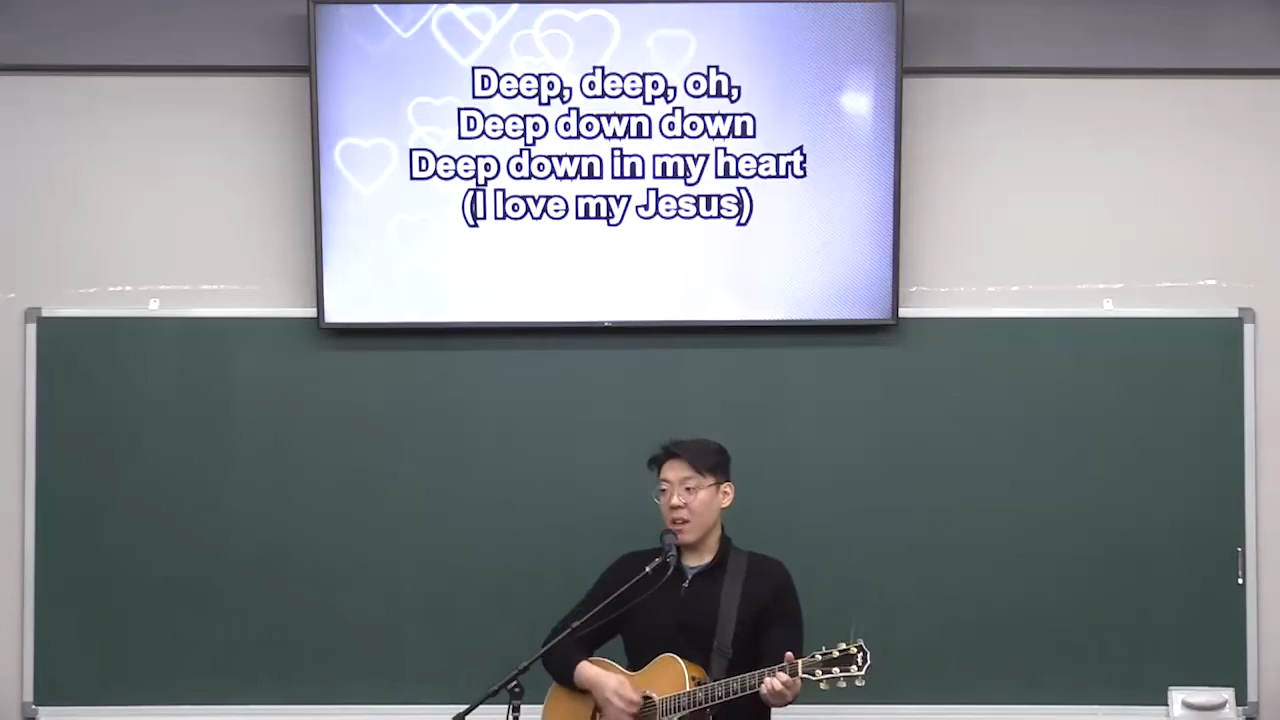 Deep, deep, oh,
Deep down down
Deep down in my heart
(I love my Jesus)